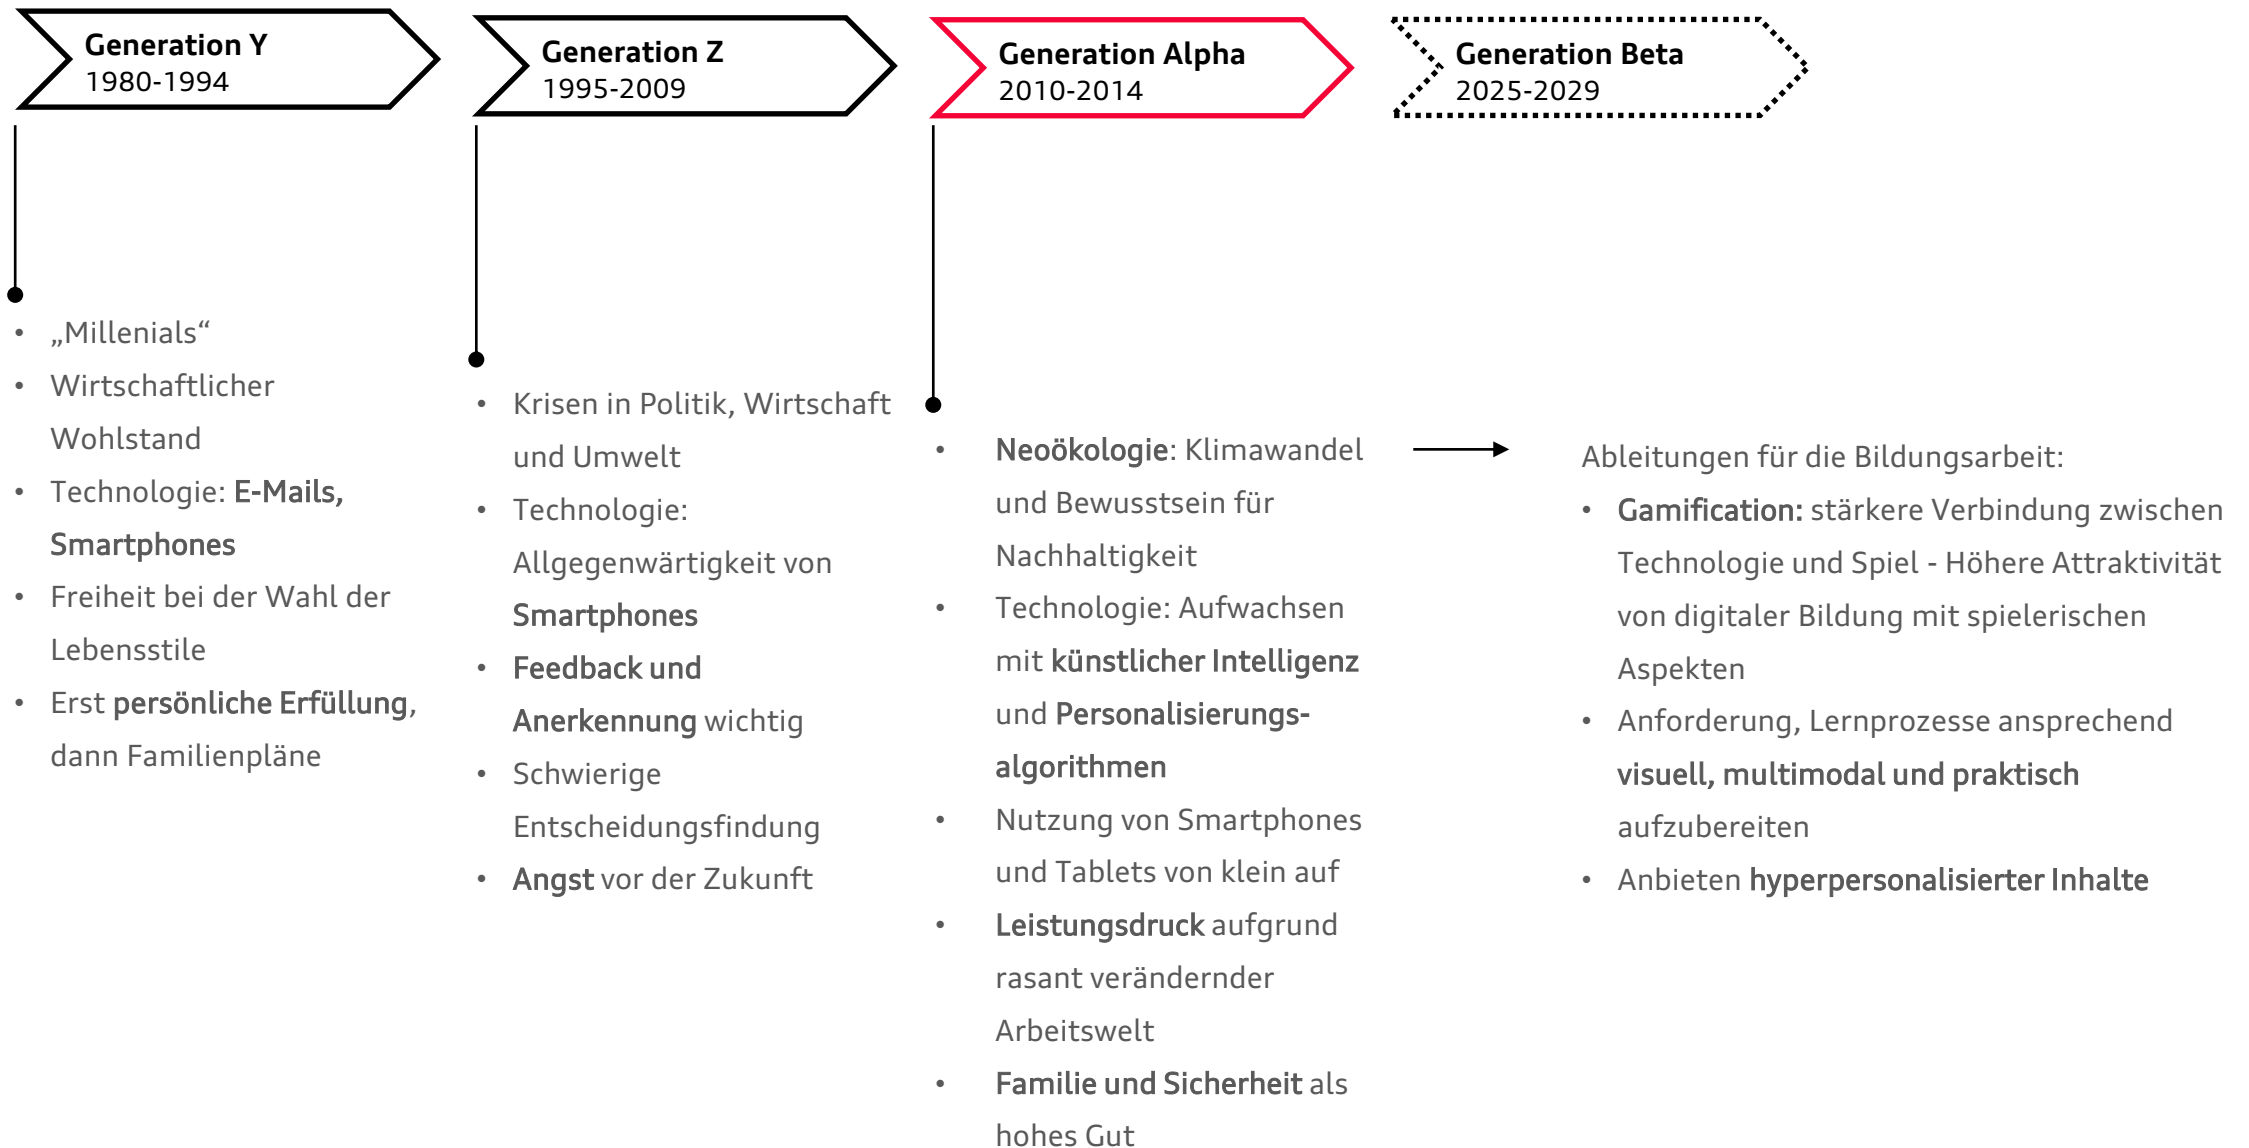 Generation Y
1980-1994
Generation Z
1995-2009
Generation Alpha
2010-2014
Generation Beta
2025-2029
• „Millenials“
• Wirtschaftlicher
Wohlstand
• Technologie: E-Mails,
Smartphones
• Freiheit bei der Wahl der
Lebensstile
• Erst persönliche Erfüllung,
dann Familienpläne
• Krisen in Politik, Wirtschaft
und Umwelt
• Technologie:
Allgegenwärtigkeit von
Smartphones
• Feedback und
Anerkennung wichtig
• Schwierige
Entscheidungsfindung
• Angst vor der Zukunft
• Neoökologie: Klimawandel
und Bewusstsein für
Nachhaltigkeit
• Technologie: Aufwachsen
mit künstlicher Intelligenz
und Personalisierungs-
algorithmen
• Nutzung von Smartphones
und Tablets von klein auf
• Leistungsdruck aufgrund
rasant verändernder
Arbeitswelt
• Familie und Sicherheit als
hohes Gut
Ableitungen für die Bildungsarbeit:
• Gamification: stärkere Verbindung zwischen
Technologie und Spiel - Höhere Attraktivität
von digitaler Bildung mit spielerischen
Aspekten
• Anforderung, Lernprozesse ansprechend
visuell, multimodal und praktisch
aufzubereiten
• Anbieten hyperpersonalisierter Inhalte